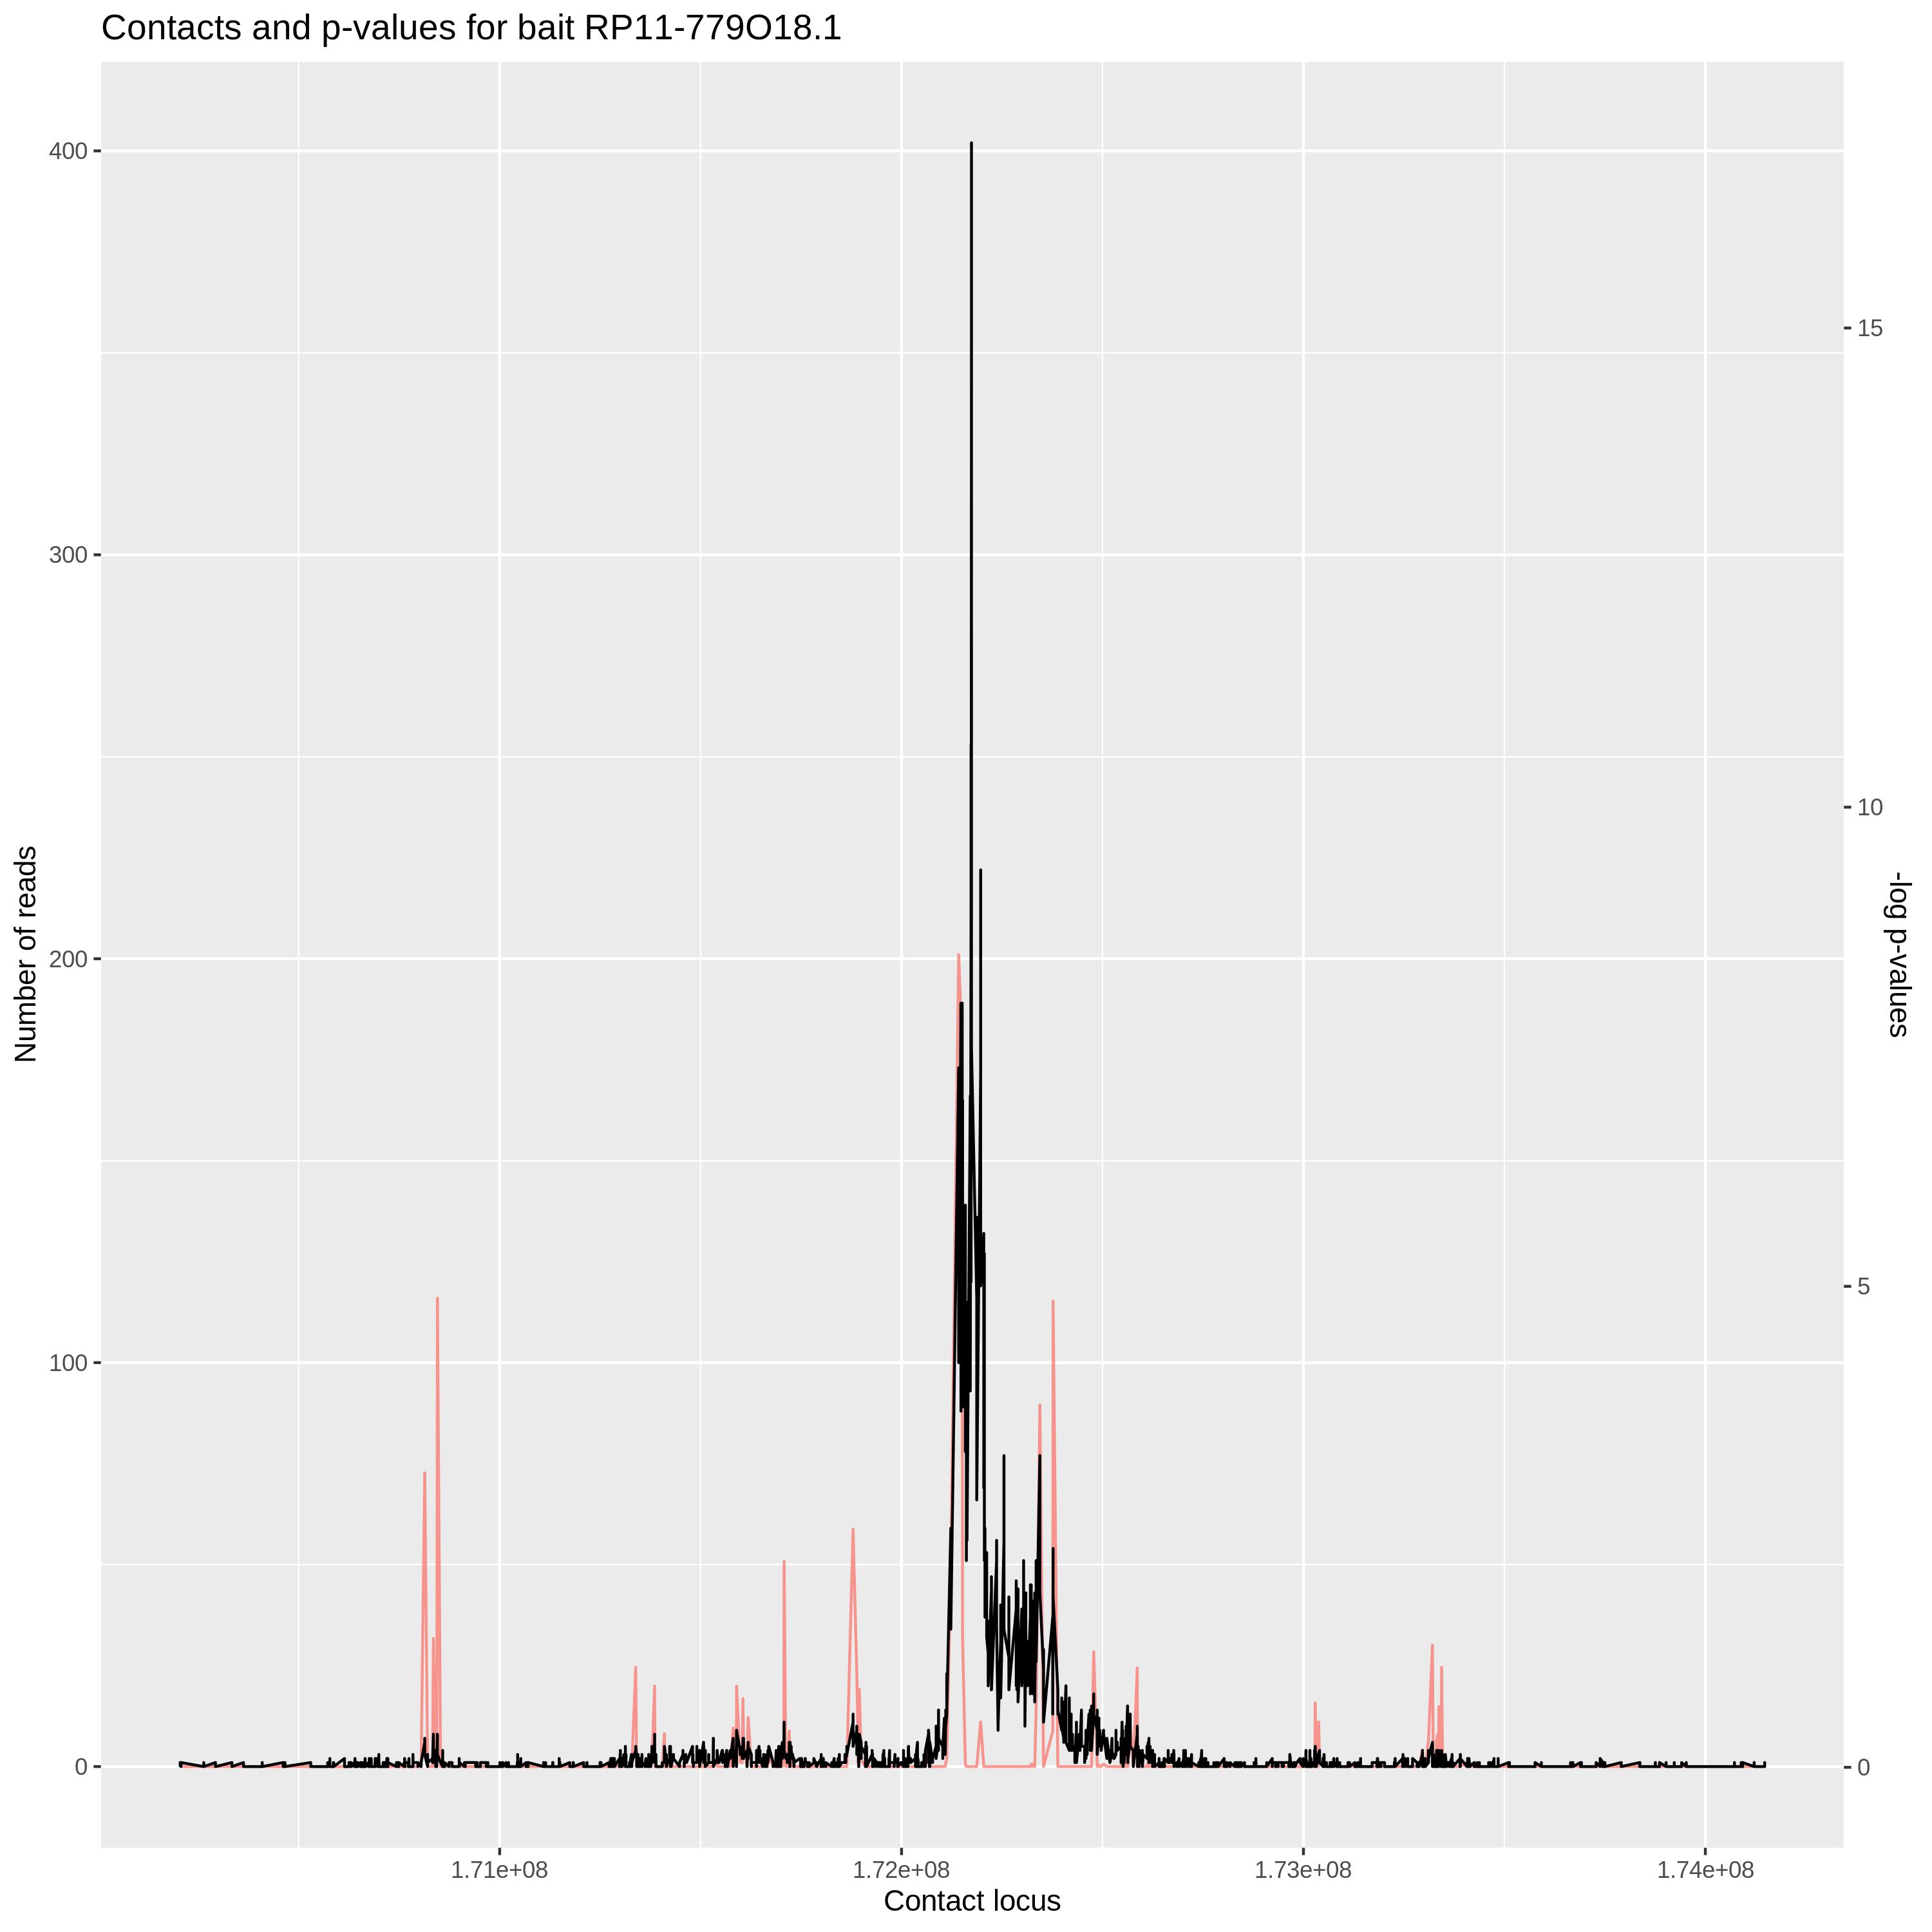 Contacts and p-values for bait RP11-779O18.1
400
300
200
100
0
Number of reads
15
10
5
0
-log p-values
1.71e+08
1.72e+08
1.73e+08
1.74e+08
Contact locus